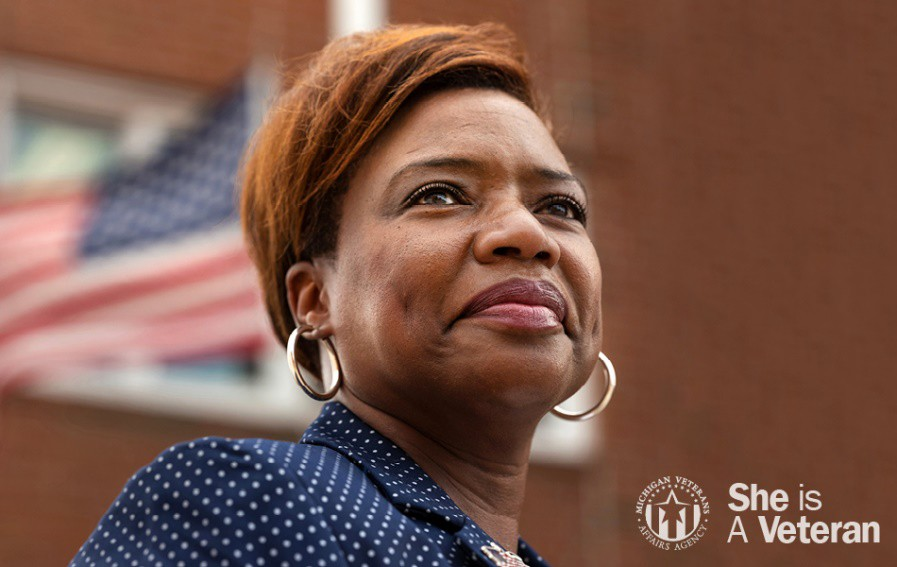 MICHIGAN VETERANS
AFFAIRS AGENCY
She is
A Veteran